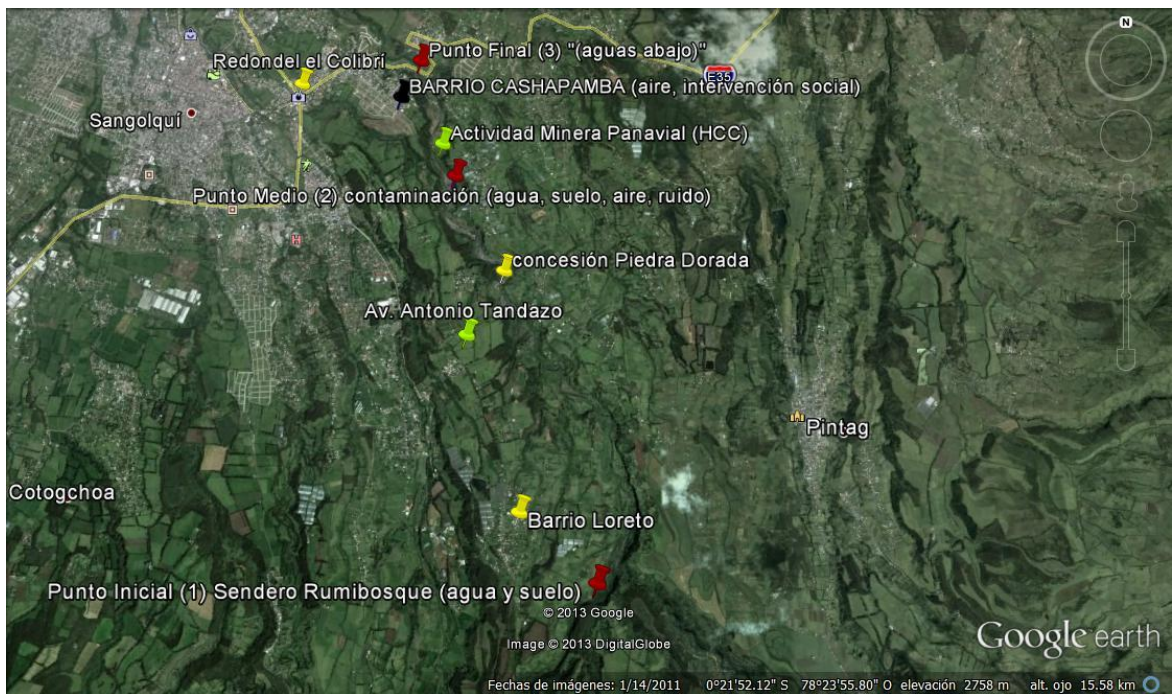 N
Punto Final (3) "(aguas abajo)"
Redondel el Colibrí
E35
BARRIO CASHAPAMBA (aire, intervención social)
Sangolquí
Actividad Minera Panavial (HCC)
Punto Medio (2) contaminación (agua, suelo, aire, ruido)
concesión Piedra Dorada
Av. Antonio Tandazo
Pintag
Cotogchoa
Barrio Loreto
Punto Inicial (1) Sendero Rumibosque (agua y suelo)
© 2013 Google
Image © 2013 DigitalGlobe
Google earth
Fechas de imágenes: 1/14/2011 0°21'52.12" S 78°23'55.80" O elevación 2758 m alt. ojo 15.58 km